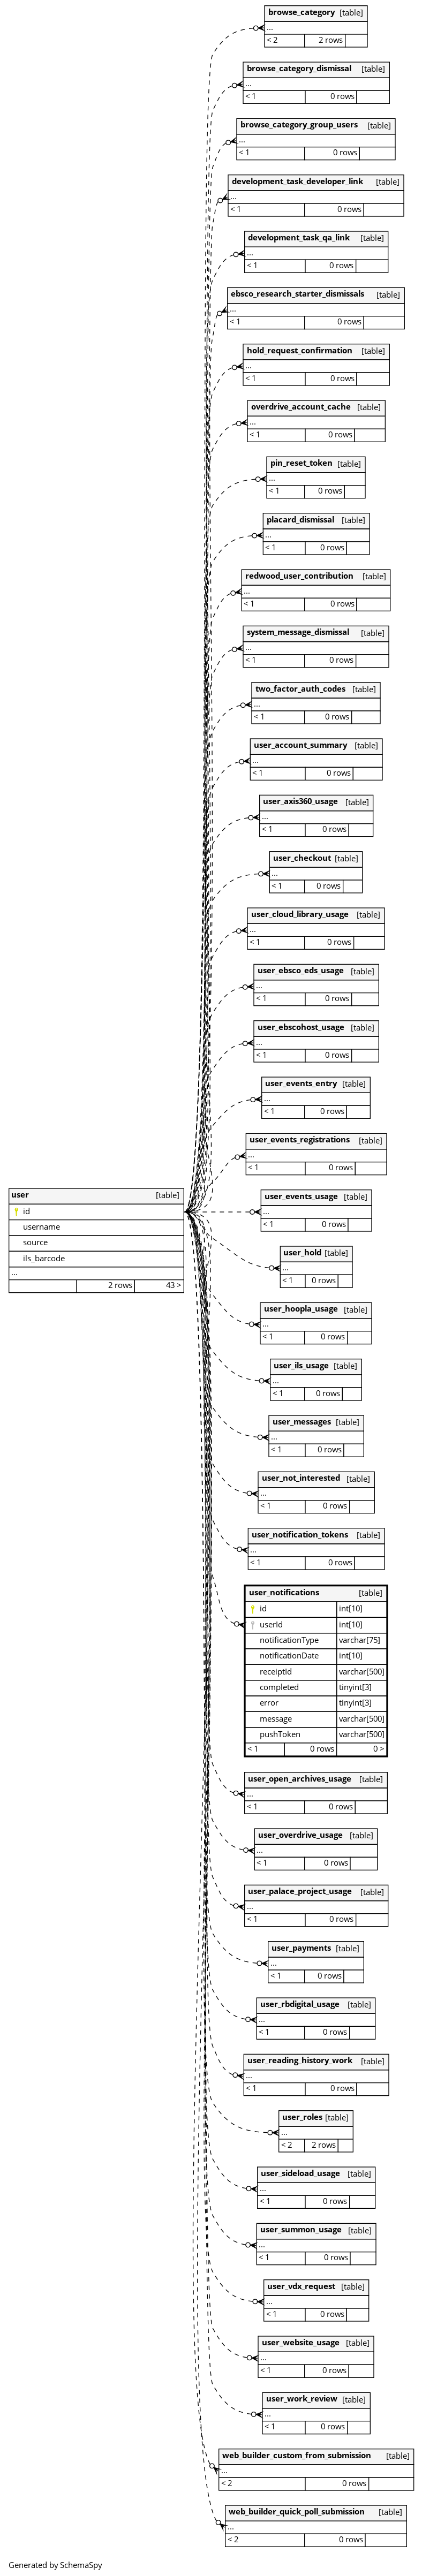 browse_category [table]
...
< 2 2 rows
browse_category_dismissal [table]
...
< 1 0 rows
browse_category_group_users [table]
...
< 1 0 rows
development_task_developer_link [table]
...
< 1 0 rows
development_task_qa_link [table]
...
< 1 0 rows
ebsco_research_starter_dismissals [table]
...
< 1 0 rows
hold_request_confirmation [table]
...
< 1 0 rows
overdrive_account_cache [table]
...
< 1 0 rows
pin_reset_token [table]
...
< 1 0 rows
placard_dismissal [table]
...
< 1 0 rows
redwood_user_contribution [table]
...
< 1 0 rows
system_message_dismissal [table]
...
< 1 0 rows
two_factor_auth_codes [table]
...
< 1 0 rows
user_account_summary [table]
...
< 1 0 rows
user_axis360_usage [table]
...
< 1 0 rows
user_checkout [table]
...
< 1 0 rows
user_cloud_library_usage [table]
...
< 1 0 rows
user_ebsco_eds_usage [table]
...
< 1 0 rows
user_ebscohost_usage [table]
...
< 1 0 rows
user_events_entry [table]
...
< 1 0 rows
user_events_registrations [table]
...
< 1 0 rows
user [table]
id
username
source
ils_barcode
...
2 rows 43 >
user_events_usage [table]
...
< 1 0 rows
user_hold [table]
...
< 1 0 rows
user_hoopla_usage [table]
...
< 1 0 rows
user_ils_usage [table]
...
< 1 0 rows
user_messages [table]
...
< 1 0 rows
user_not_interested [table]
...
< 1 0 rows
user_notification_tokens [table]
...
< 1 0 rows
user_notifications [table]
id int[10]
userId int[10]
notificationType varchar[75]
notificationDate int[10]
receiptId varchar[500]
completed tinyint[3]
error tinyint[3]
message varchar[500]
pushToken varchar[500]
< 1 0 rows 0 >
user_open_archives_usage [table]
...
< 1 0 rows
user_overdrive_usage [table]
...
< 1 0 rows
user_palace_project_usage [table]
...
< 1 0 rows
user_payments [table]
...
< 1 0 rows
user_rbdigital_usage [table]
...
< 1 0 rows
user_reading_history_work [table]
...
< 1 0 rows
user_roles [table]
...
< 2 2 rows
user_sideload_usage [table]
...
< 1 0 rows
user_summon_usage [table]
...
< 1 0 rows
user_vdx_request [table]
...
< 1 0 rows
user_website_usage [table]
...
< 1 0 rows
user_work_review [table]
...
< 1 0 rows
web_builder_custom_from_submission [table]
...
< 2 0 rows
web_builder_quick_poll_submission [table]
...
< 2 0 rows
Generated by SchemaSpy